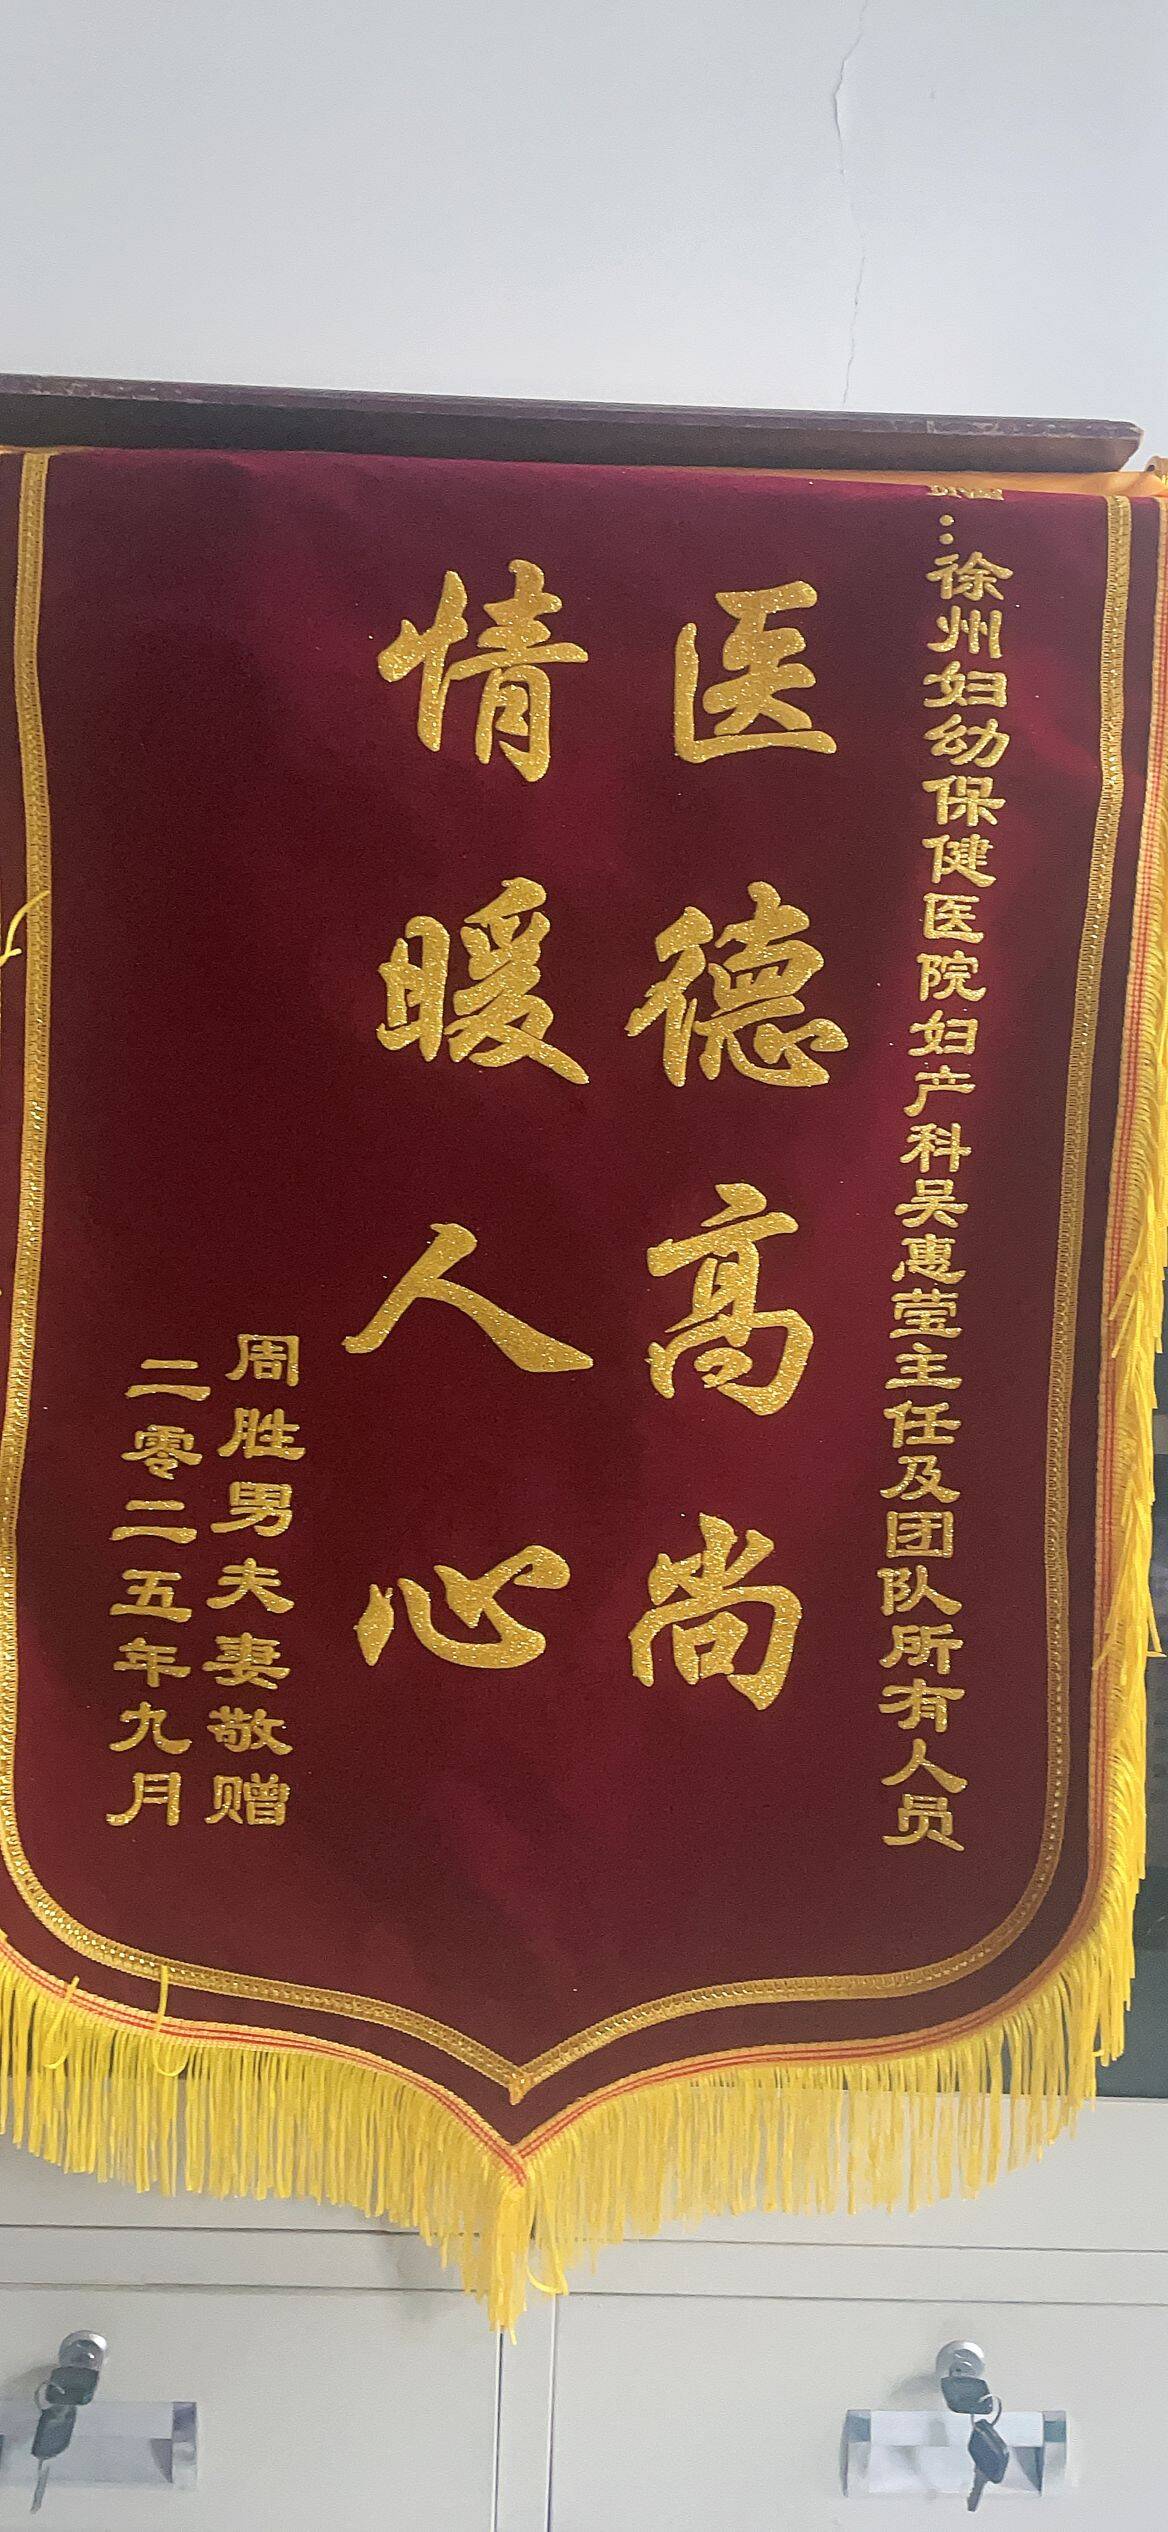 ：徐州妇幼保健医院妇产科吴惠莹主任及团队所有人员
医德高尚
情暖人心
周胜男夫妻敬赠
二零二五年九月